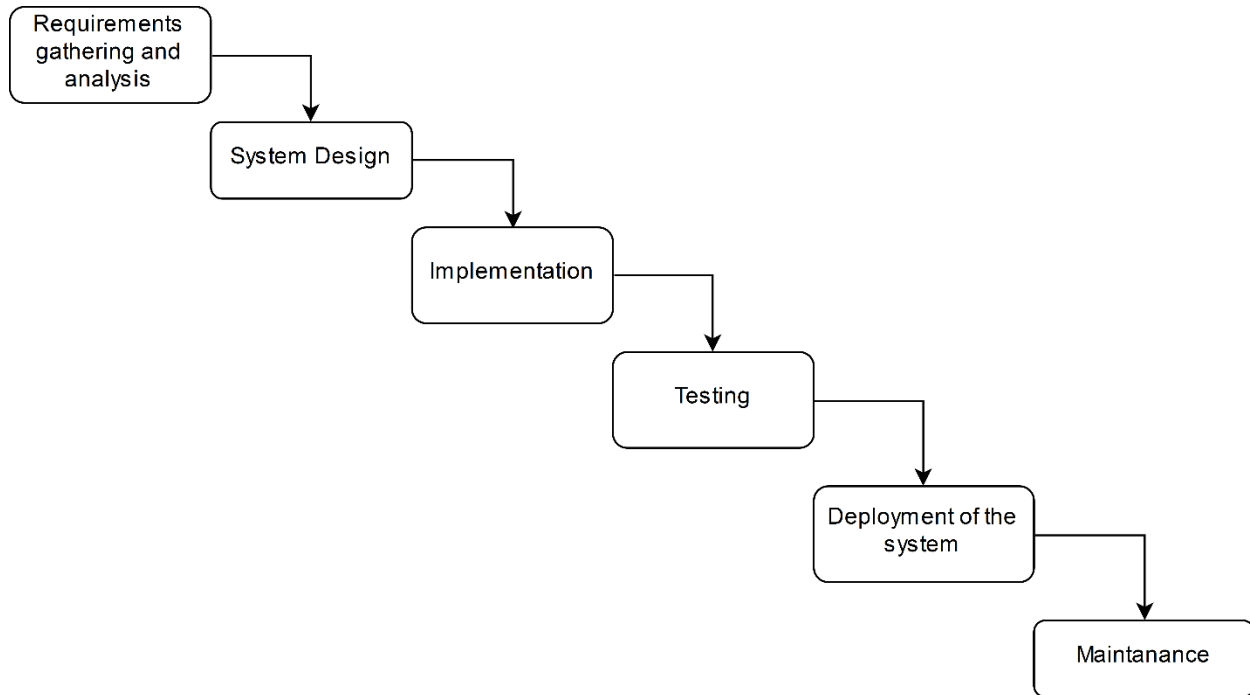 Requirements
gathering and
analysis
System Design
Implementation
Testing
Deployment of the
system
Maintanance